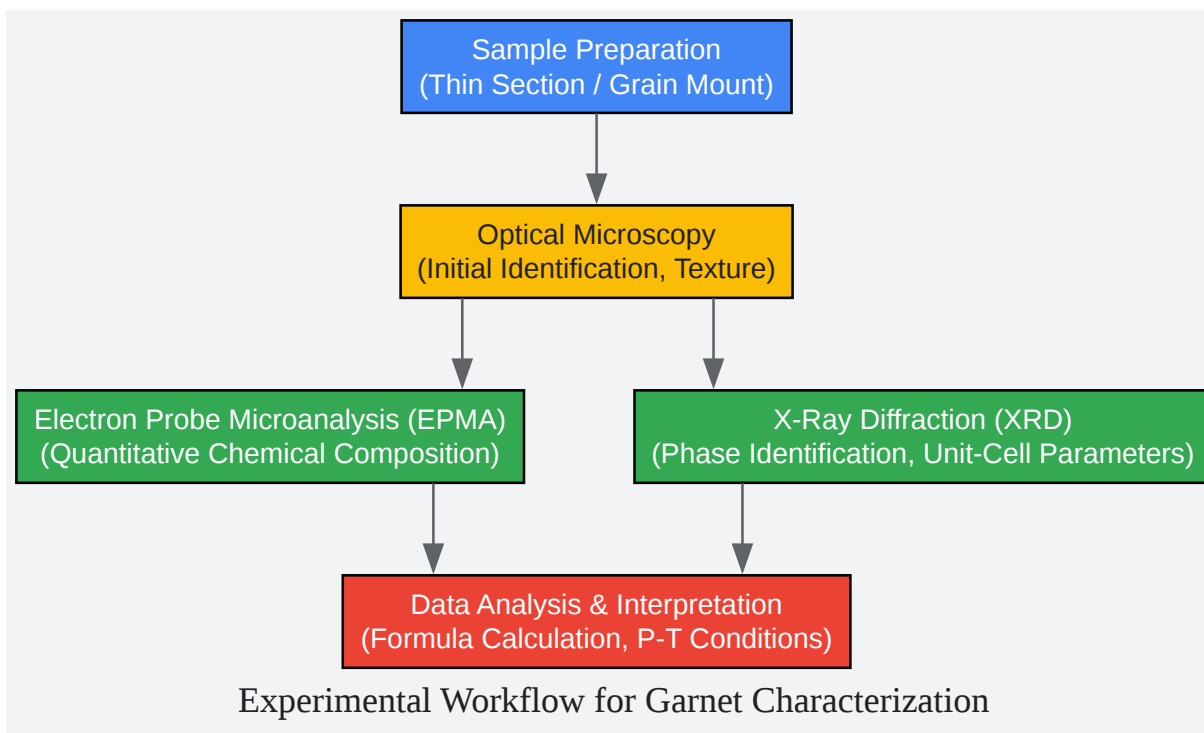 Sample Preparation
(Thin Section / Grain Mount)
Optical Microscopy
(Initial Identification, Texture)
Electron Probe Microanalysis (EPMA)
(Quantitative Chemical Composition)
X-Ray Diffraction (XRD)
(Phase Identification, Unit-Cell Parameters)
Data Analysis & Interpretation
(Formula Calculation, P-T Conditions)
Experimental Workflow for Garnet Characterization